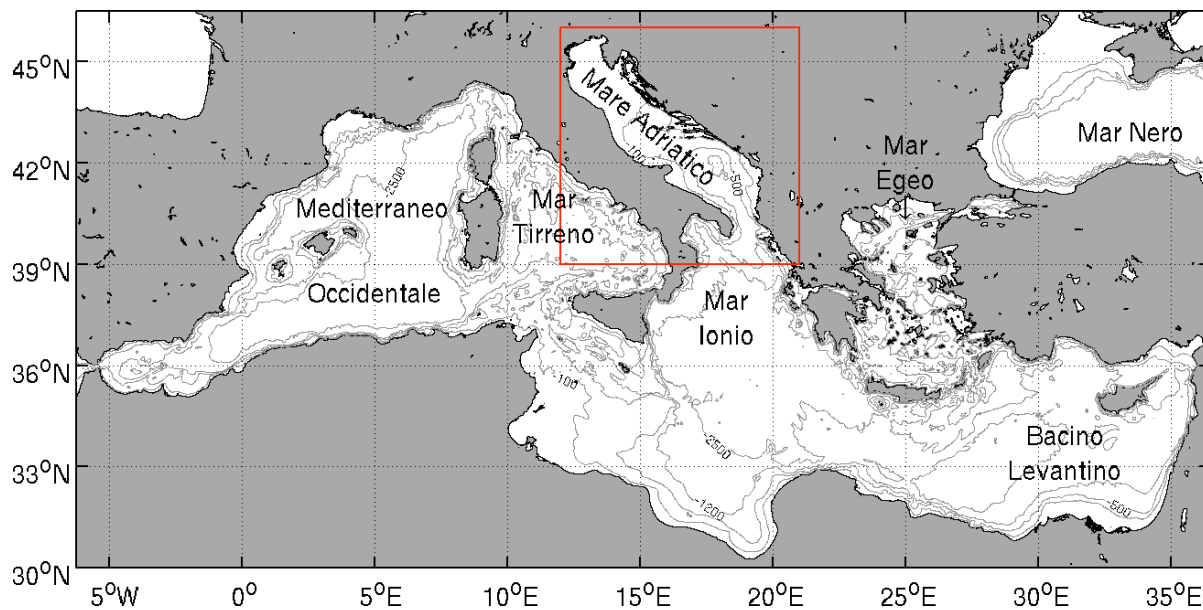 45°N
42°N
39°N
36°N
33°N
30°N
5°W
0°
5°E
10°E
15°E
20°E
25°E
30°E
35°E
Mare Adriatico
-100
-500
Mar Nero
Mar
Egeo
2500
Mediterraneo
Occidentale
Mar
Tirreno
Mar
Ionio
-100
-2500
-1200
Bacino
Levantino
-500